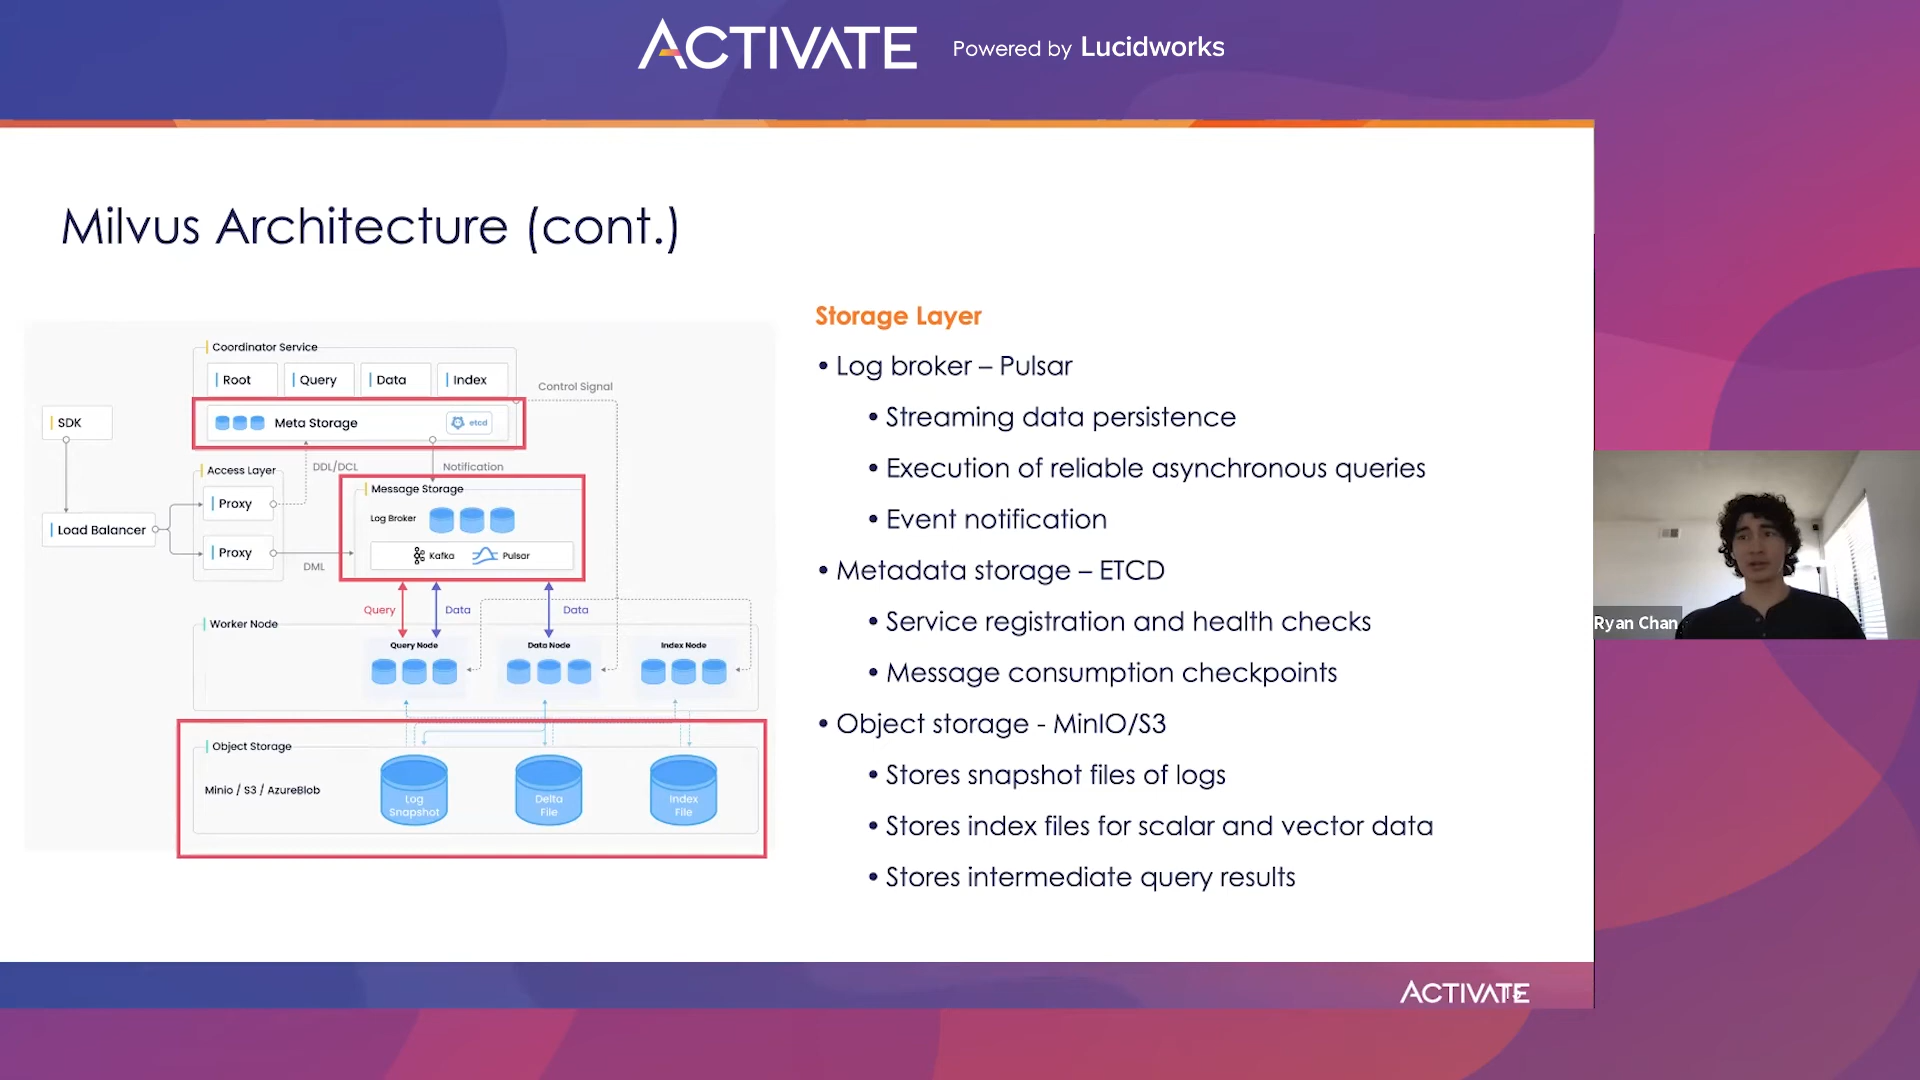 ACTIVATE Powered by Lucidworks
Milvus Architecture (cont.)
Coordinator Service
Root Query Data Index
Control Signal
SDK
Meta Storage etcd
Access Layer
DDL/DCL
Notification
Proxy
Message Storage
Log Broker
Load Balancer
Proxy
Kafka Pulsar
DML
Query Data Data
Worker Node
Query Node Data Node Index Node
Object Storage
Minio / S3 / AzureBlob
Log
Snapshot
Delta
File
Index
File
Storage Layer
• Log broker – Pulsar
• Streaming data persistence
• Execution of reliable asynchronous queries
• Event notification
• Metadata storage – ETCD
• Service registration and health checks
• Message consumption checkpoints
• Object storage - MinIO/S3
• Stores snapshot files of logs
• Stores index files for scalar and vector data
• Stores intermediate query results
Ryan Chan
ACTIVATE